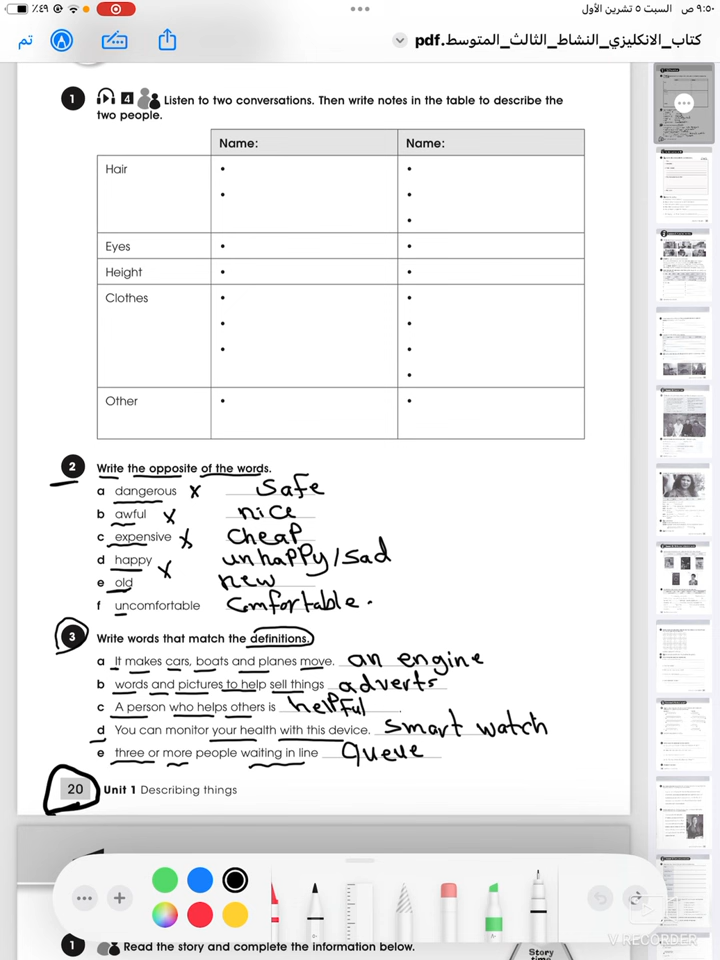 ٩:٥٠ ص السبت ٥ تشرين الأول
٪٤٩
كتاب_الانكليزي_النشاط_الثالث_المتوسط.pdf
تم
1 4 Listen to two conversations. Then write notes in the table to describe the
two people.
Name: Name:
Hair
Eyes
Height
Clothes
Other
2 Write the opposite of the words.
a dangerous x safe
b awful x nice
c expensive x cheap
d happy x unhappy/sad
e old new
f uncomfortable comfortable.
3 Write words that match the definitions.
a It makes cars, boats and planes move. an engine
b words and pictures to help sell things adverts
c A person who helps others is helpful.
d You can monitor your health with this device. smart watch
e three or more people waiting in line queue
20 Unit 1 Describing things
1 Read the story and complete the information below.
Story
time
V RECORDER